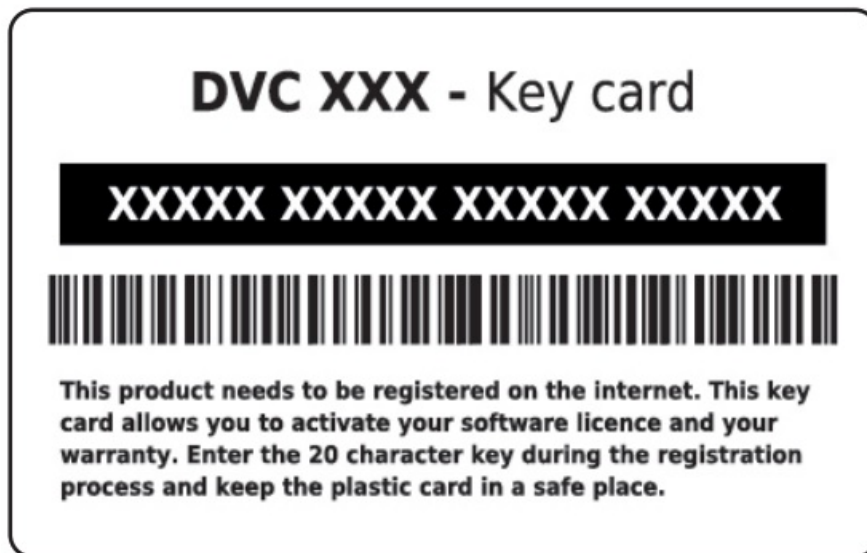 DVC XXX - Key card
XXXXX XXXXX XXXXX XXXXX
This product needs to be registered on the internet. This key
card allows you to activate your software licence and your
warranty. Enter the 20 character key during the registration
process and keep the plastic card in a safe place.